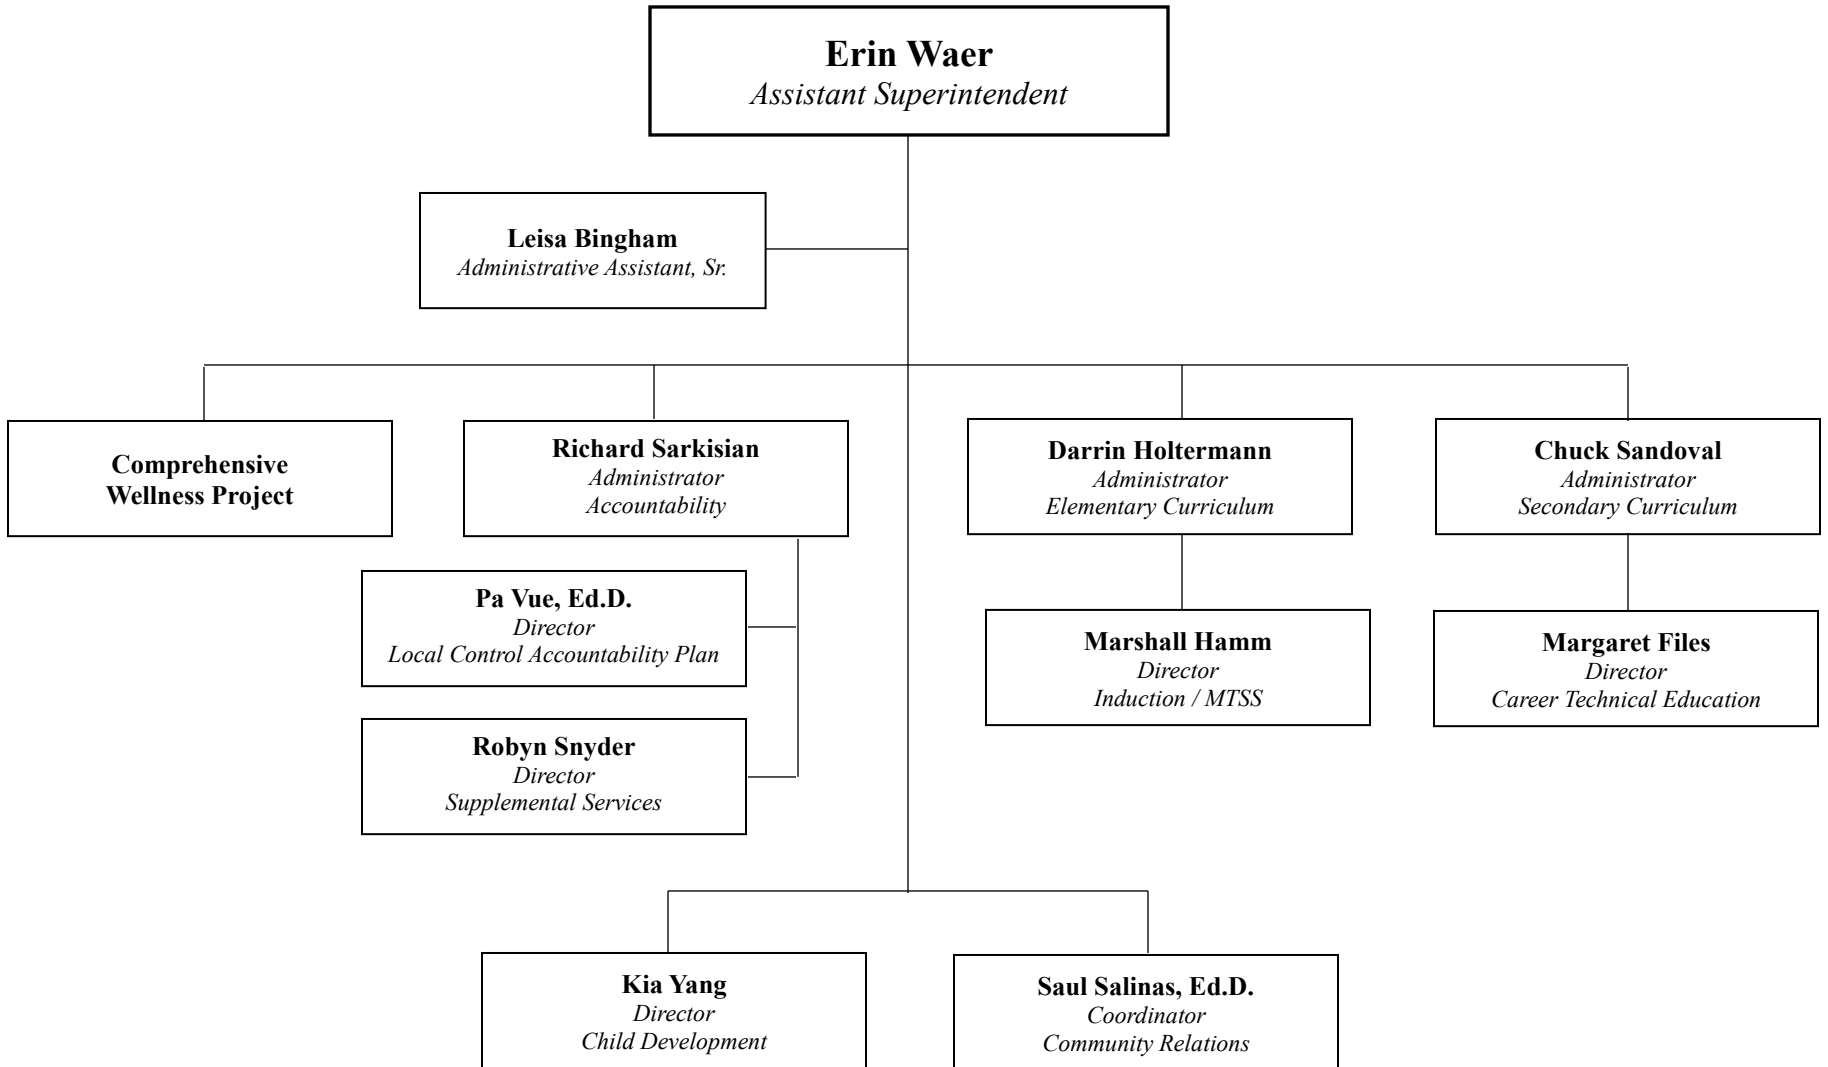 Erin Waer
Assistant Superintendent
Leisa Bingham
Administrative Assistant, Sr.
Comprehensive
Wellness Project
Richard Sarkisian
Administrator
Accountability
Darrin Holtermann
Administrator
Elementary Curriculum
Chuck Sandoval
Administrator
Secondary Curriculum
Pa Vue, Ed.D.
Director
Local Control Accountability Plan
Marshall Hamm
Director
Induction / MTSS
Margaret Files
Director
Career Technical Education
Robyn Snyder
Director
Supplemental Services
Kia Yang
Director
Child Development
Saul Salinas, Ed.D.
Coordinator
Community Relations